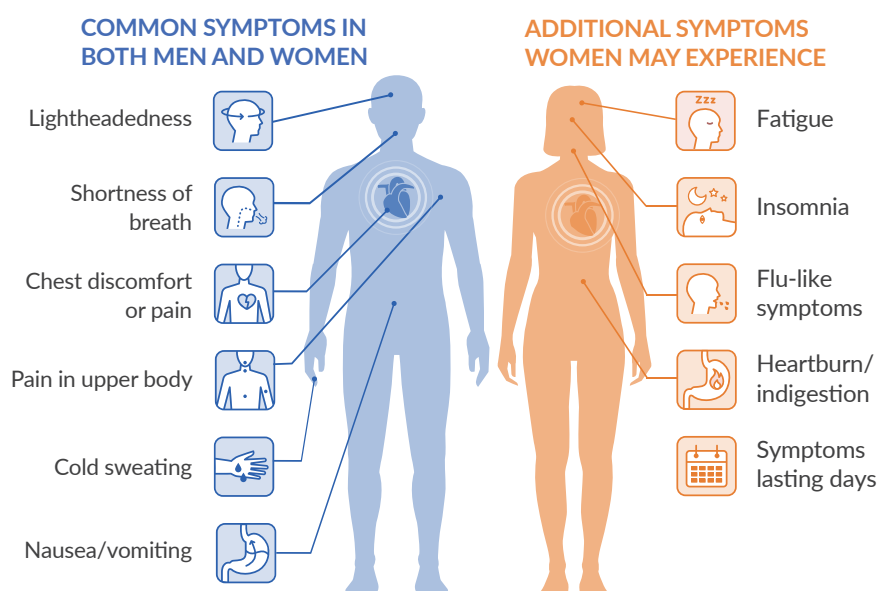 COMMON SYMPTOMS IN
BOTH MEN AND WOMEN
Lightheadedness
Shortness of
breath
Chest discomfort
or pain
Pain in upper body
Cold sweating
Nausea/vomiting
ADDITIONAL SYMPTOMS
WOMEN MAY EXPERIENCE
Zzz
Fatigue
Insomnia
Flu-like
symptoms
Heartburn/
indigestion
Symptoms
lasting days